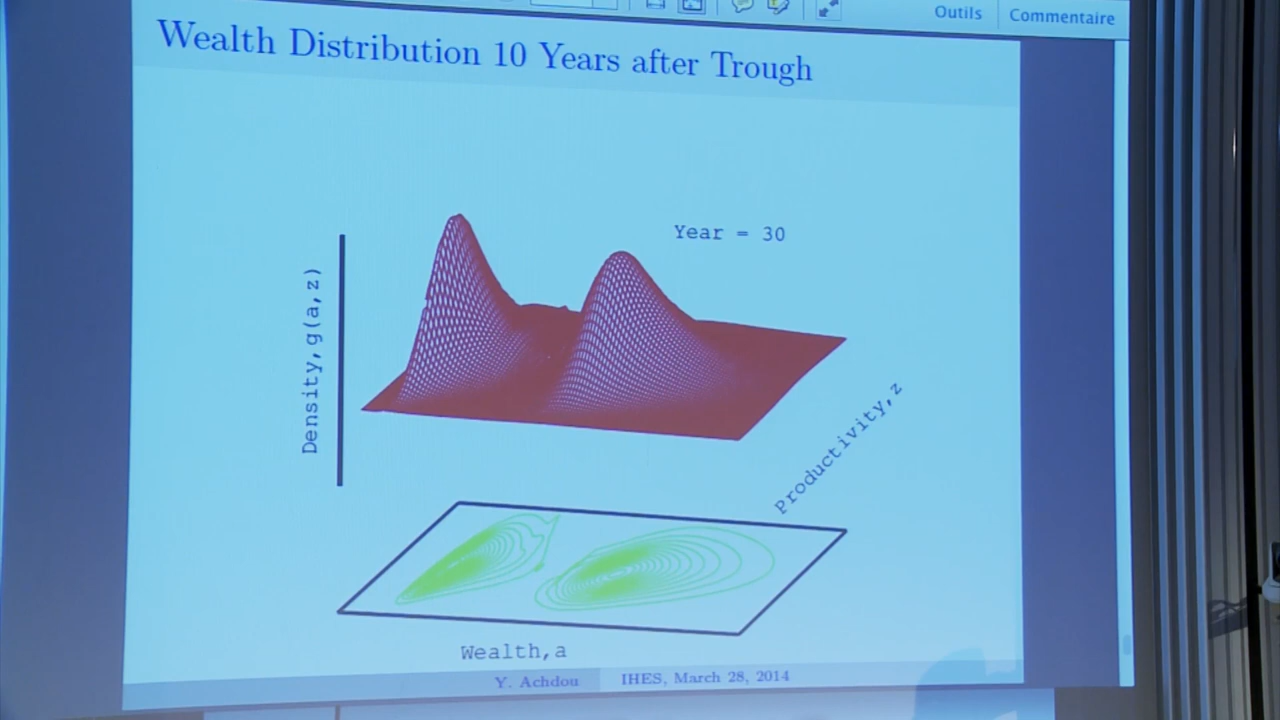 Outils Commentaire
Wealth Distribution 10 Years after Trough
Year = 30
Density,g(a,z)
Productivity,z
Wealth,a
Y. Achdou IHES, March 28, 2014